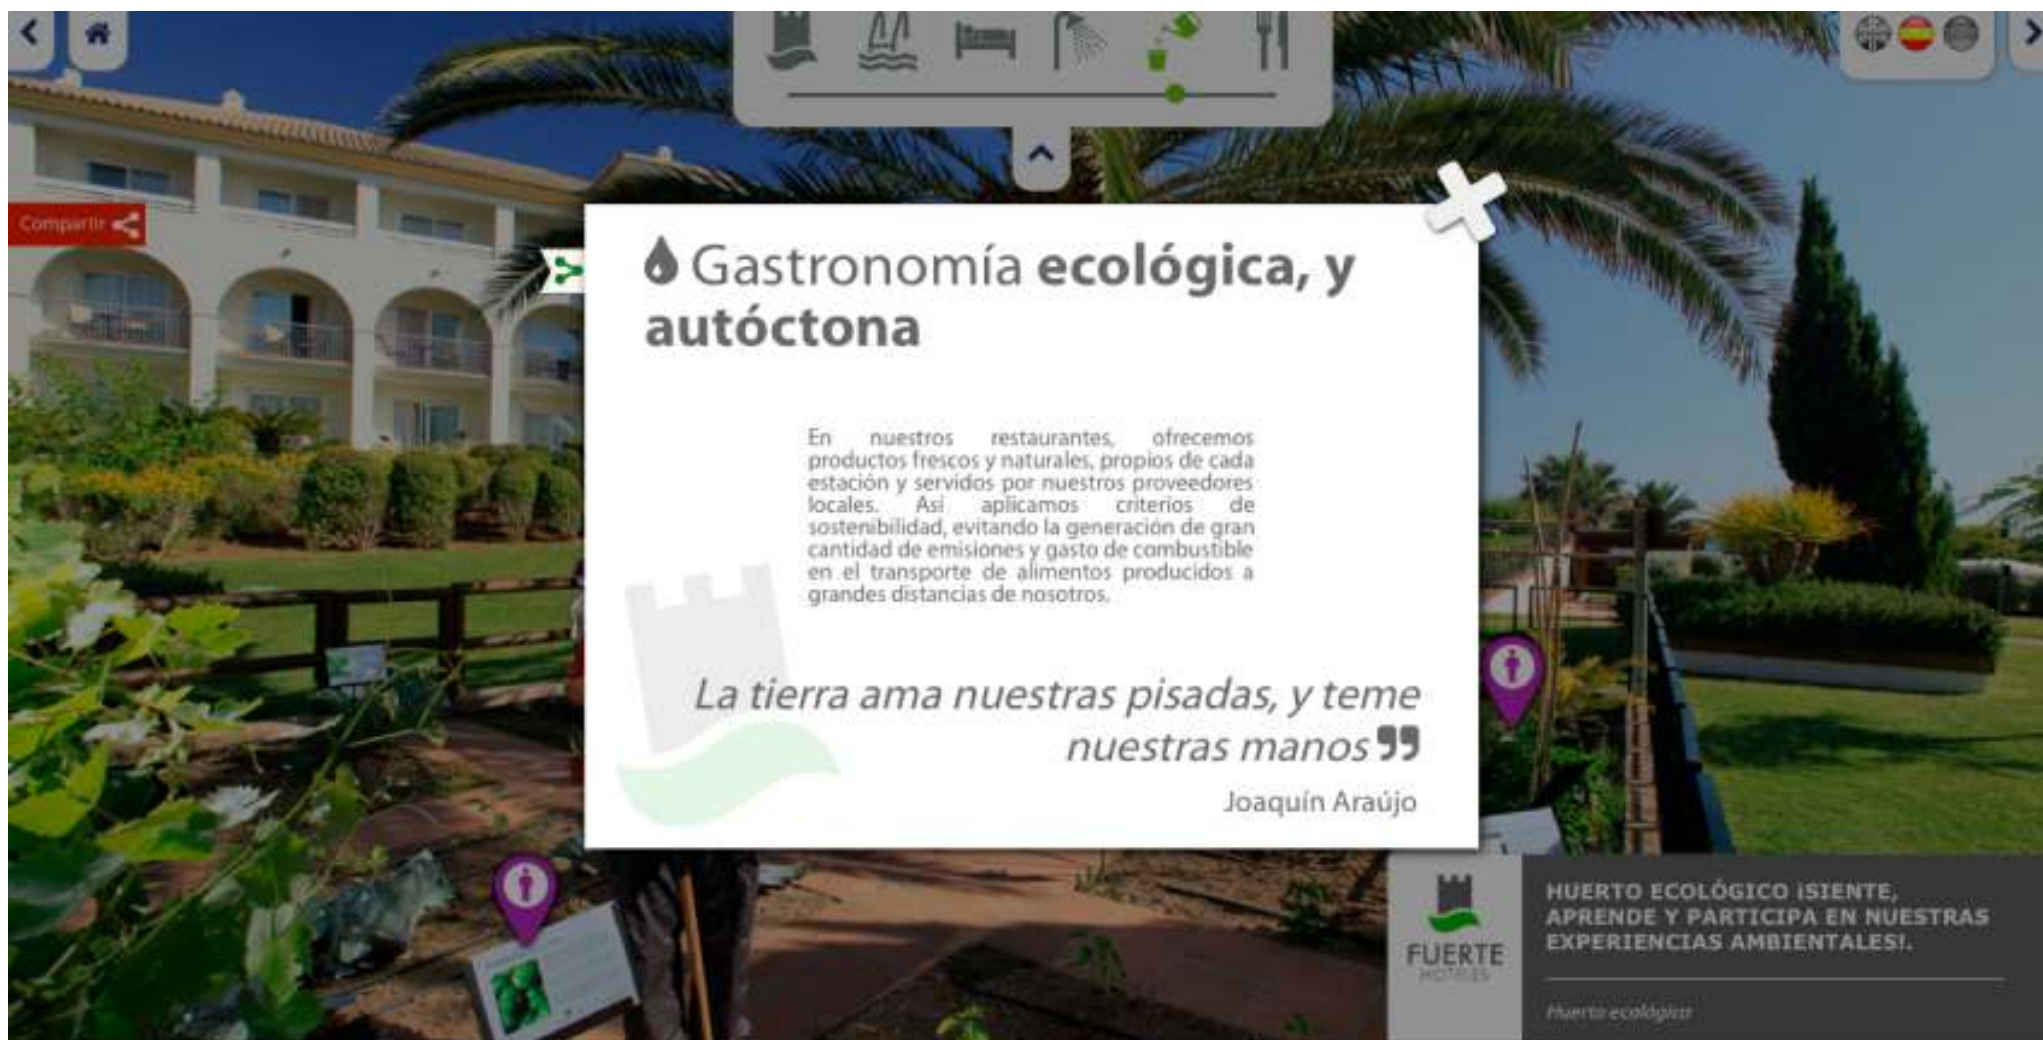 Compartir
Gastronomía ecológica, y
autóctona
En nuestros restaurantes, ofrecemos
productos frescos y naturales, propios de cada
estación y servidos por nuestros proveedores
locales. Así aplicamos criterios de
sostenibilidad, evitando la generación de gran
cantidad de emisiones y gasto de combustible
en el transporte de alimentos producidos a
grandes distancias de nosotros.
La tierra ama nuestras pisadas, y teme
nuestras manos ”
Joaquín Araújo
FUERTE
HOTELES
HUERTO ECOLÓGICO ¡SIENTE,
APRENDE Y PARTICIPA EN NUESTRAS
EXPERIENCIAS AMBIENTALES!.
Huerto ecológico